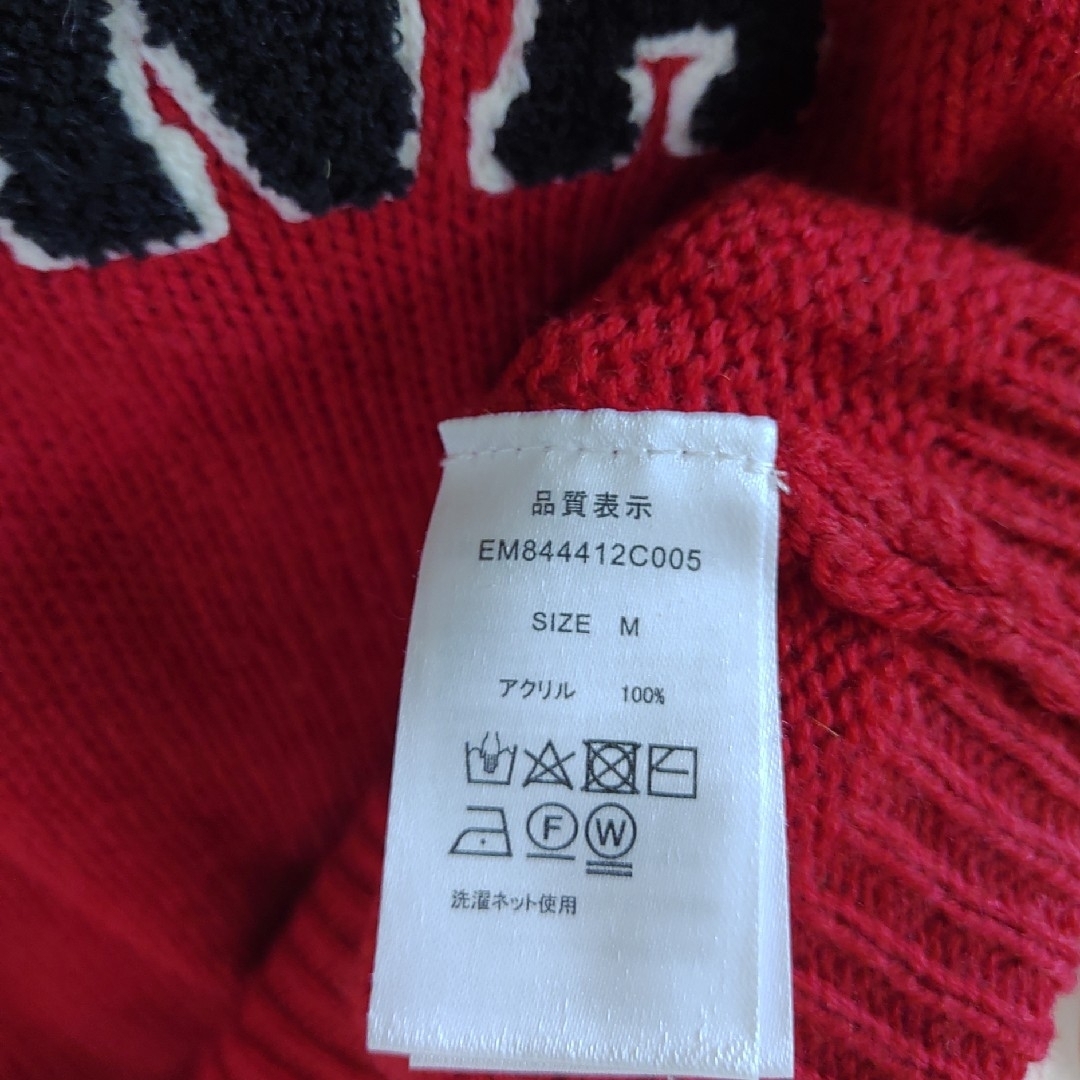 品質表示
EM844412C005
SIZE M
アクリル 100%
F W
洗濯ネット使用